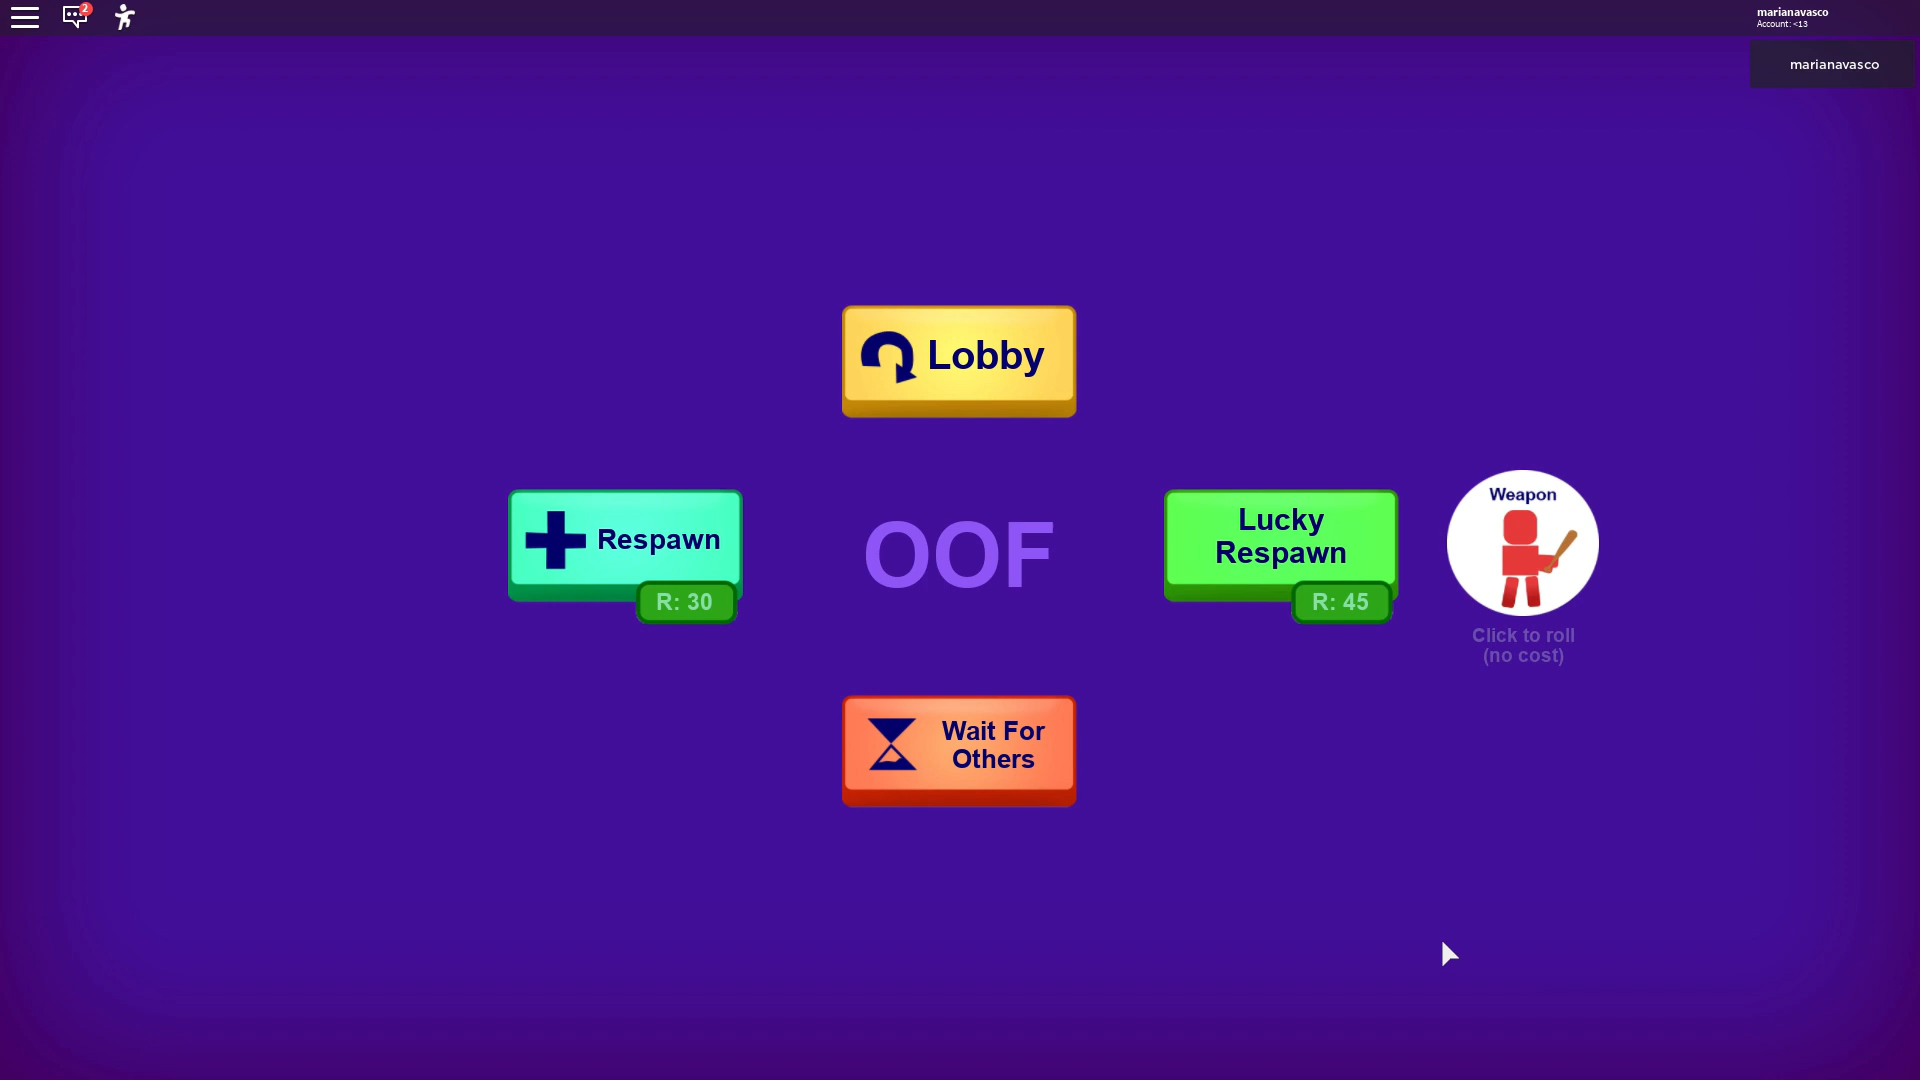 2
marianavasco
Account: <13
marianavasco
Lobby
Respawn
R: 30
OOF
Lucky
Respawn
R: 45
Weapon
Click to roll
(no cost)
Wait For
Others